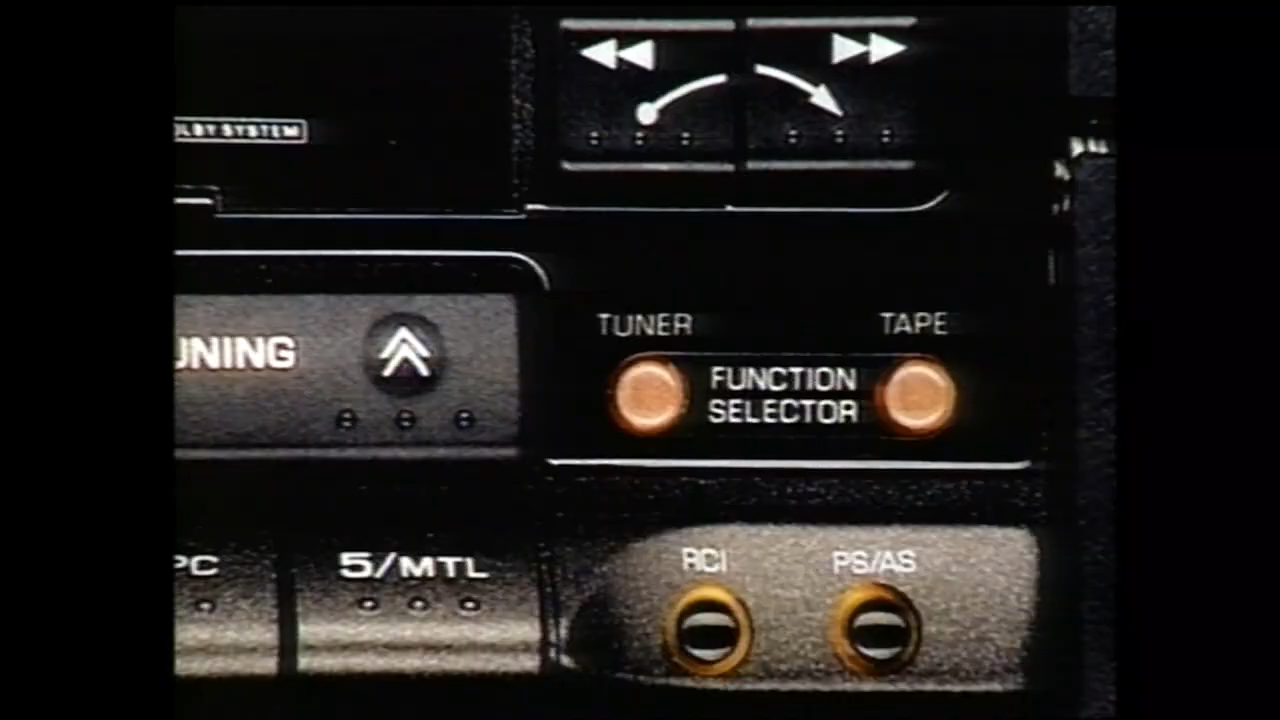 LBY SYSTEM
TUNER
TAPE
UNING
FUNCTION
SELECTOR
PC
5/MTL
RCI
PS/AS